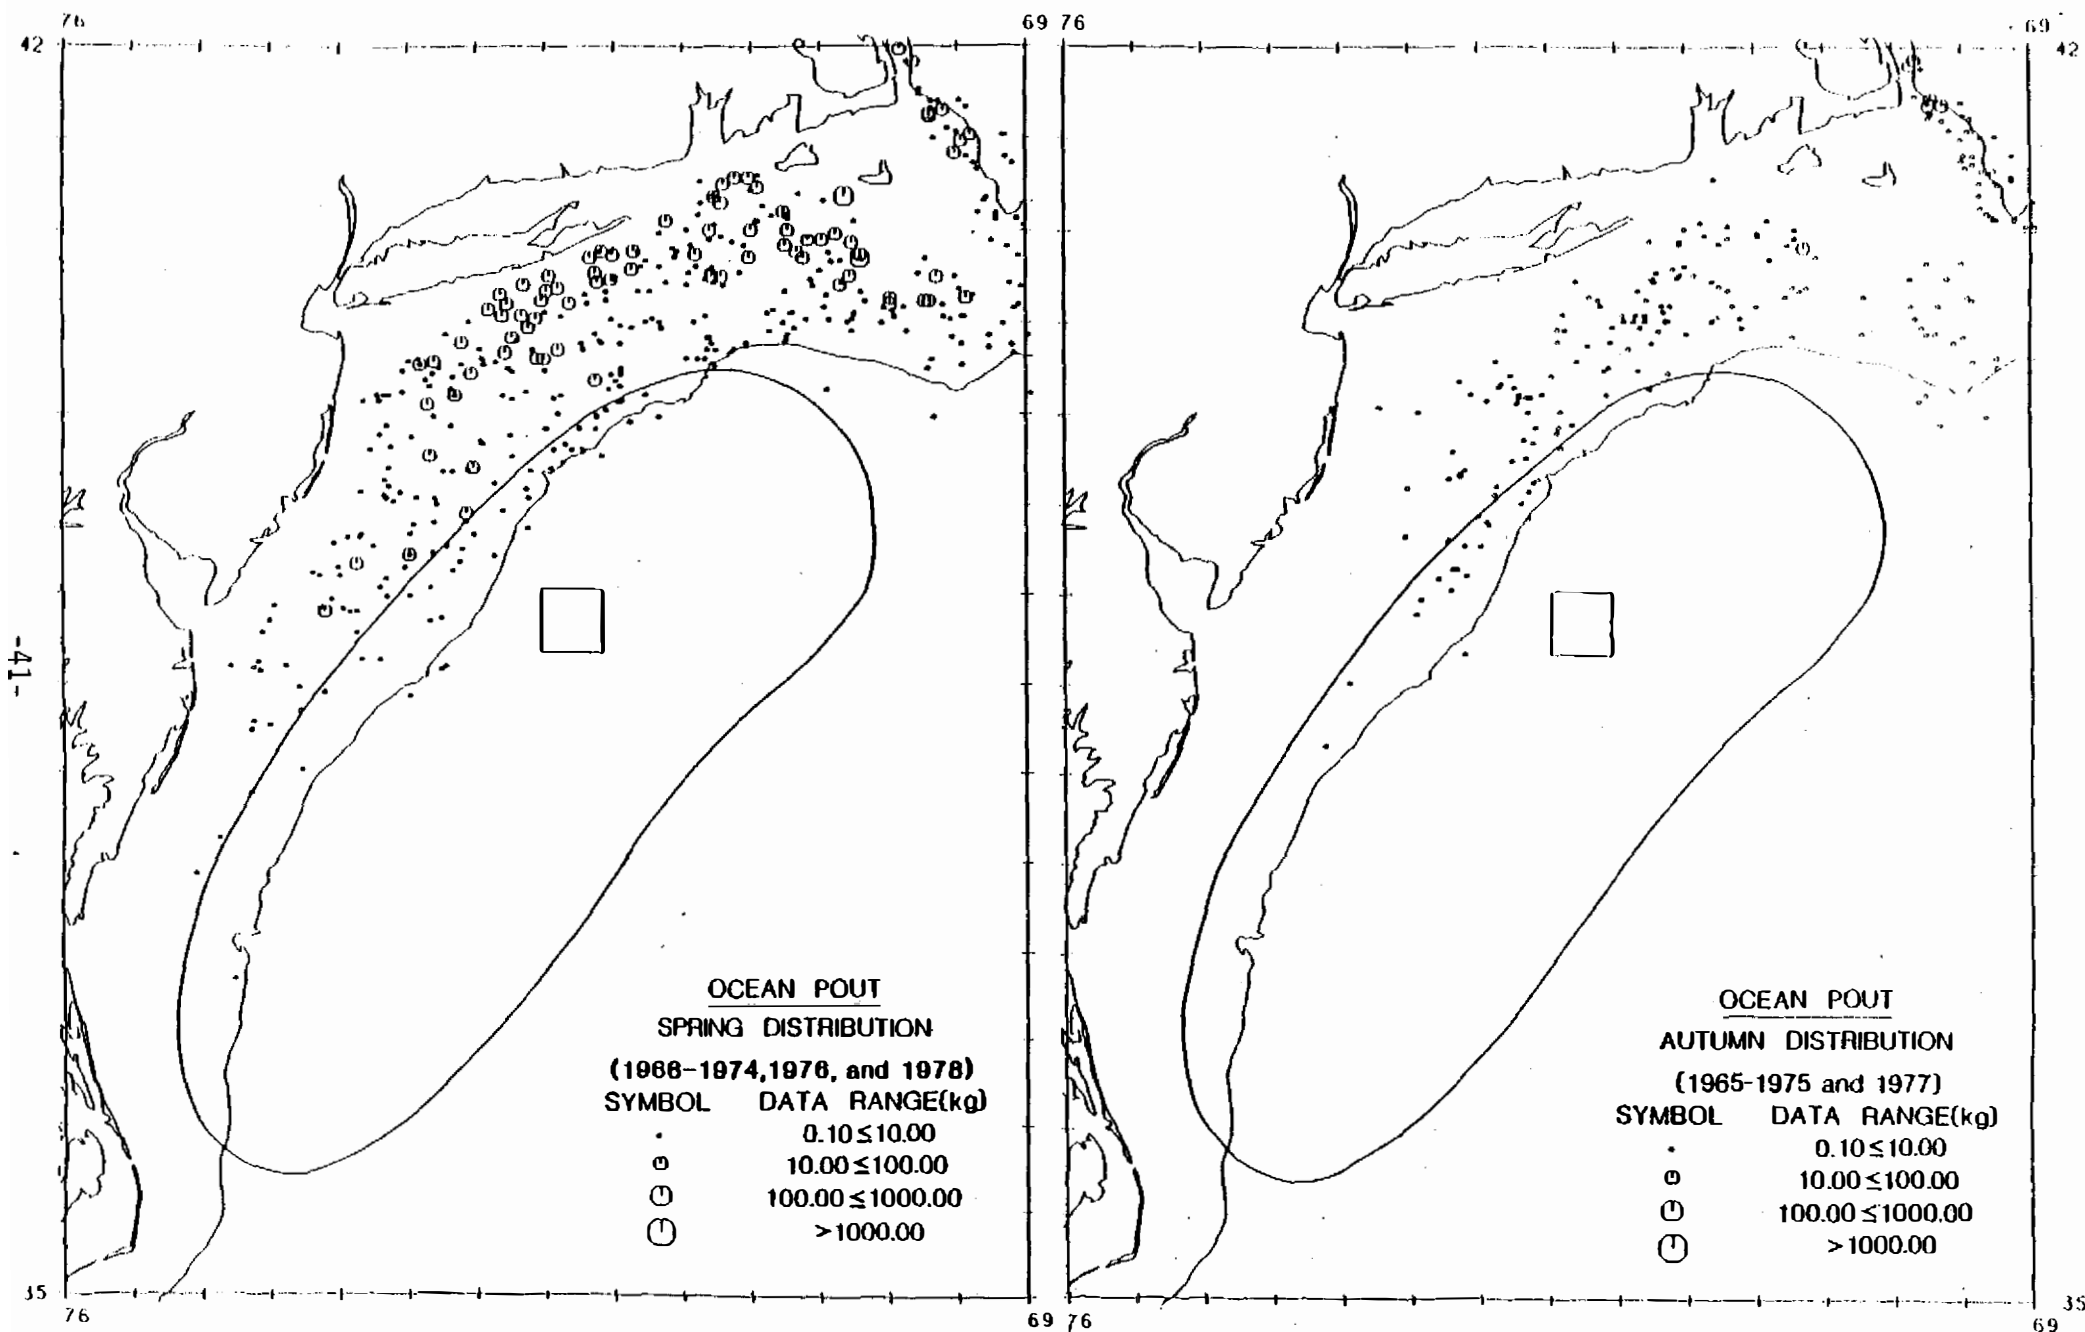 76
69
42
35
76
69
OCEAN POUT
SPRING DISTRIBUTION
(1966-1974,1976, and 1978)
SYMBOL DATA RANGE(kg)
0.10≤10.00
10.00≤100.00
100.00≤1000.00
>1000.00
76
69
42
35
76
69
OCEAN POUT
AUTUMN DISTRIBUTION
(1965-1975 and 1977)
SYMBOL DATA RANGE(kg)
0.10≤10.00
10.00≤100.00
100.00≤1000.00
>1000.00
-41-